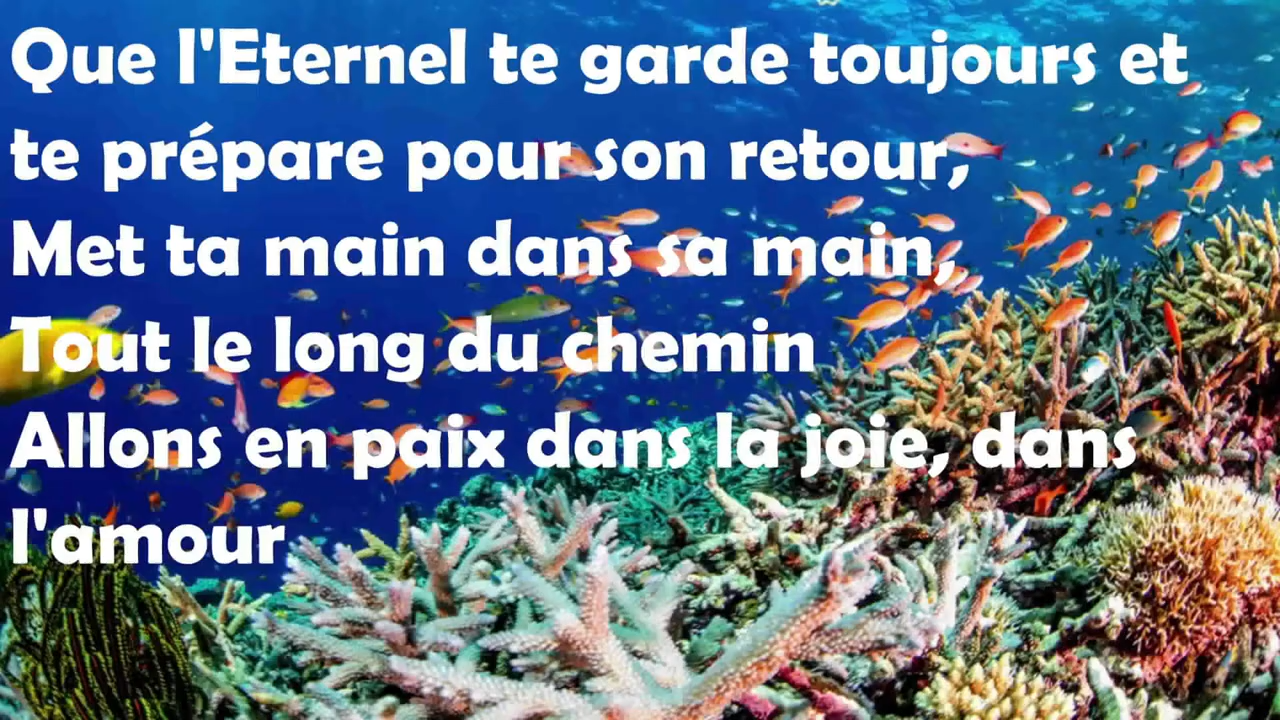 Que l'Eternel te garde toujours et
te prépare pour son retour,
Met ta main dans sa main,
Tout le long du chemin
Allons en paix dans la joie, dans
l'amour